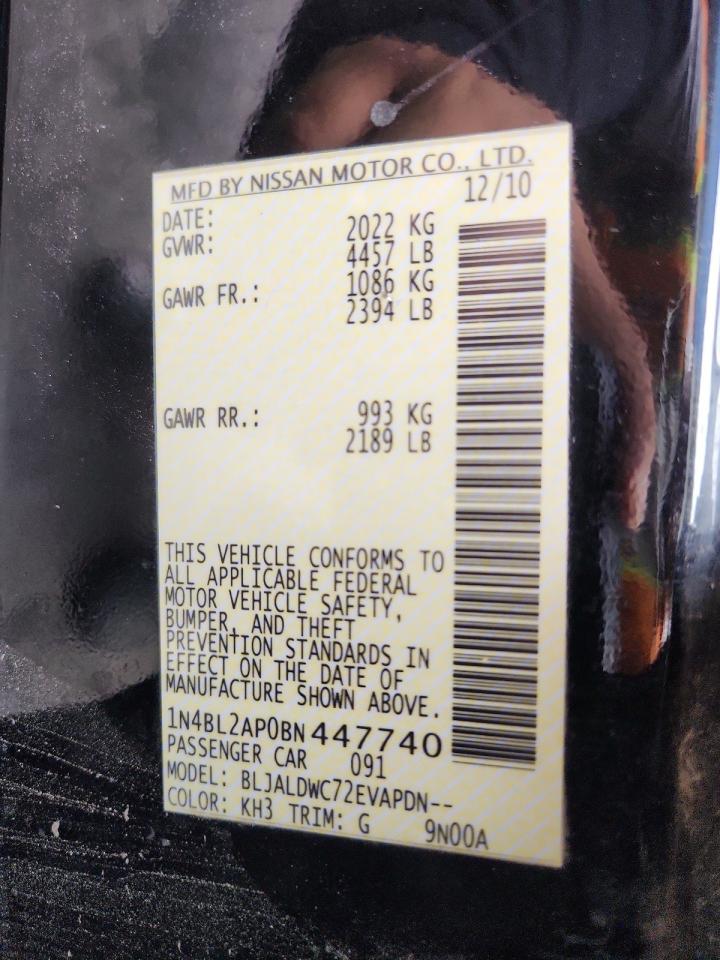 MFD BY NISSAN MOTOR CO., LTD.
DATE: 12/10
GVWR: 2022 KG
4457 LB
GAWR FR.: 1086 KG
2394 LB
GAWR RR.: 993 KG
2189 LB
THIS VEHICLE CONFORMS TO
ALL APPLICABLE FEDERAL
MOTOR VEHICLE SAFETY,
BUMPER, AND THEFT
PREVENTION STANDARDS IN
EFFECT ON THE DATE OF
MANUFACTURE SHOWN ABOVE.
1N4BL2AP0BN447740
PASSENGER CAR 091
MODEL: BLJALDWC72EVAPDN--
COLOR: KH3 TRIM: G 9N00A